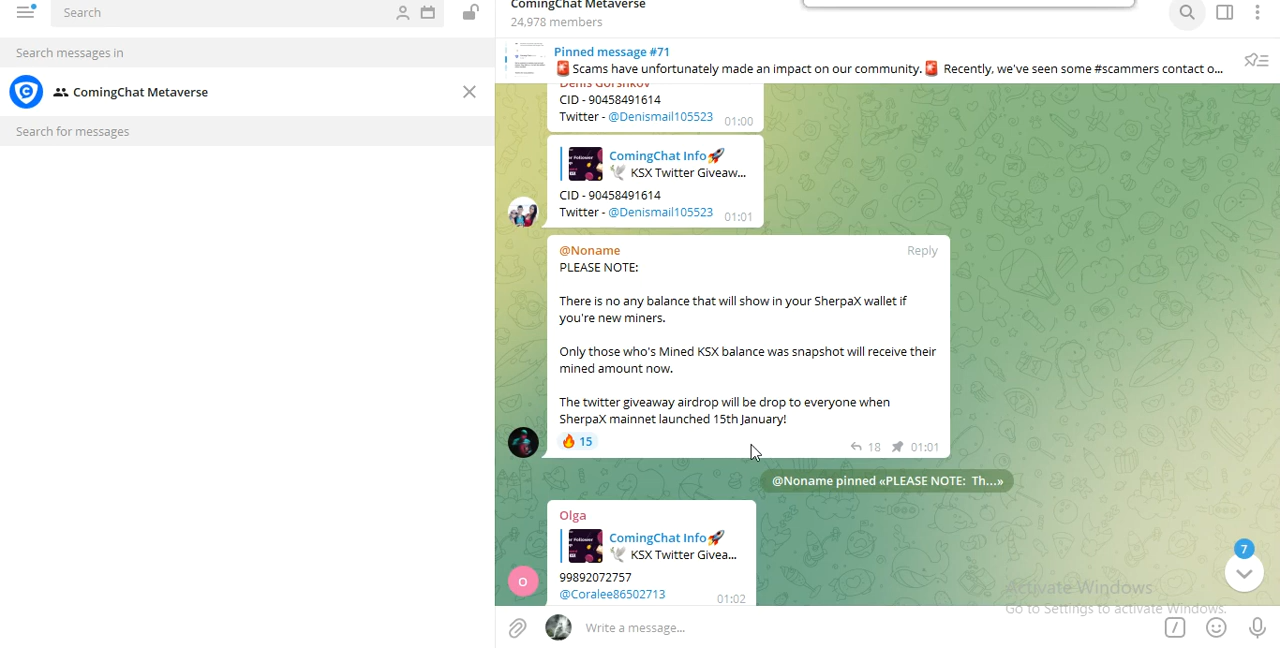 Search
Search messages in
ComingChat Metaverse
Search for messages
ComingChat Metaverse
24,978 members
Pinned message #71
🚨 Scams have unfortunately made an impact on our community.🚨 Recently, we've seen some #scammers contact o...
Denis Gorshkov
CID - 90458491614
Twitter - @Denismail105523 01:00
ComingChat Info🚀
🕊 KSX Twitter Giveaw...
CID - 90458491614
Twitter - @Denismail105523 01:01
@Noname Reply
PLEASE NOTE:
There is no any balance that will show in your SherpaX wallet if
you're new miners.
Only those who's Mined KSX balance was snapshot will receive their
mined amount now.
The twitter giveaway airdrop will be drop to everyone when
SherpaX mainnet launched 15th January!
🔥 15
18 01:01
@Noname pinned «PLEASE NOTE: Th...»
Olga
ComingChat Info🚀
🕊 KSX Twitter Givea...
99892072757
@Coralee86502713 01:02
O
7
Activate Windows
Go to Settings to activate Windows.
Write a message...